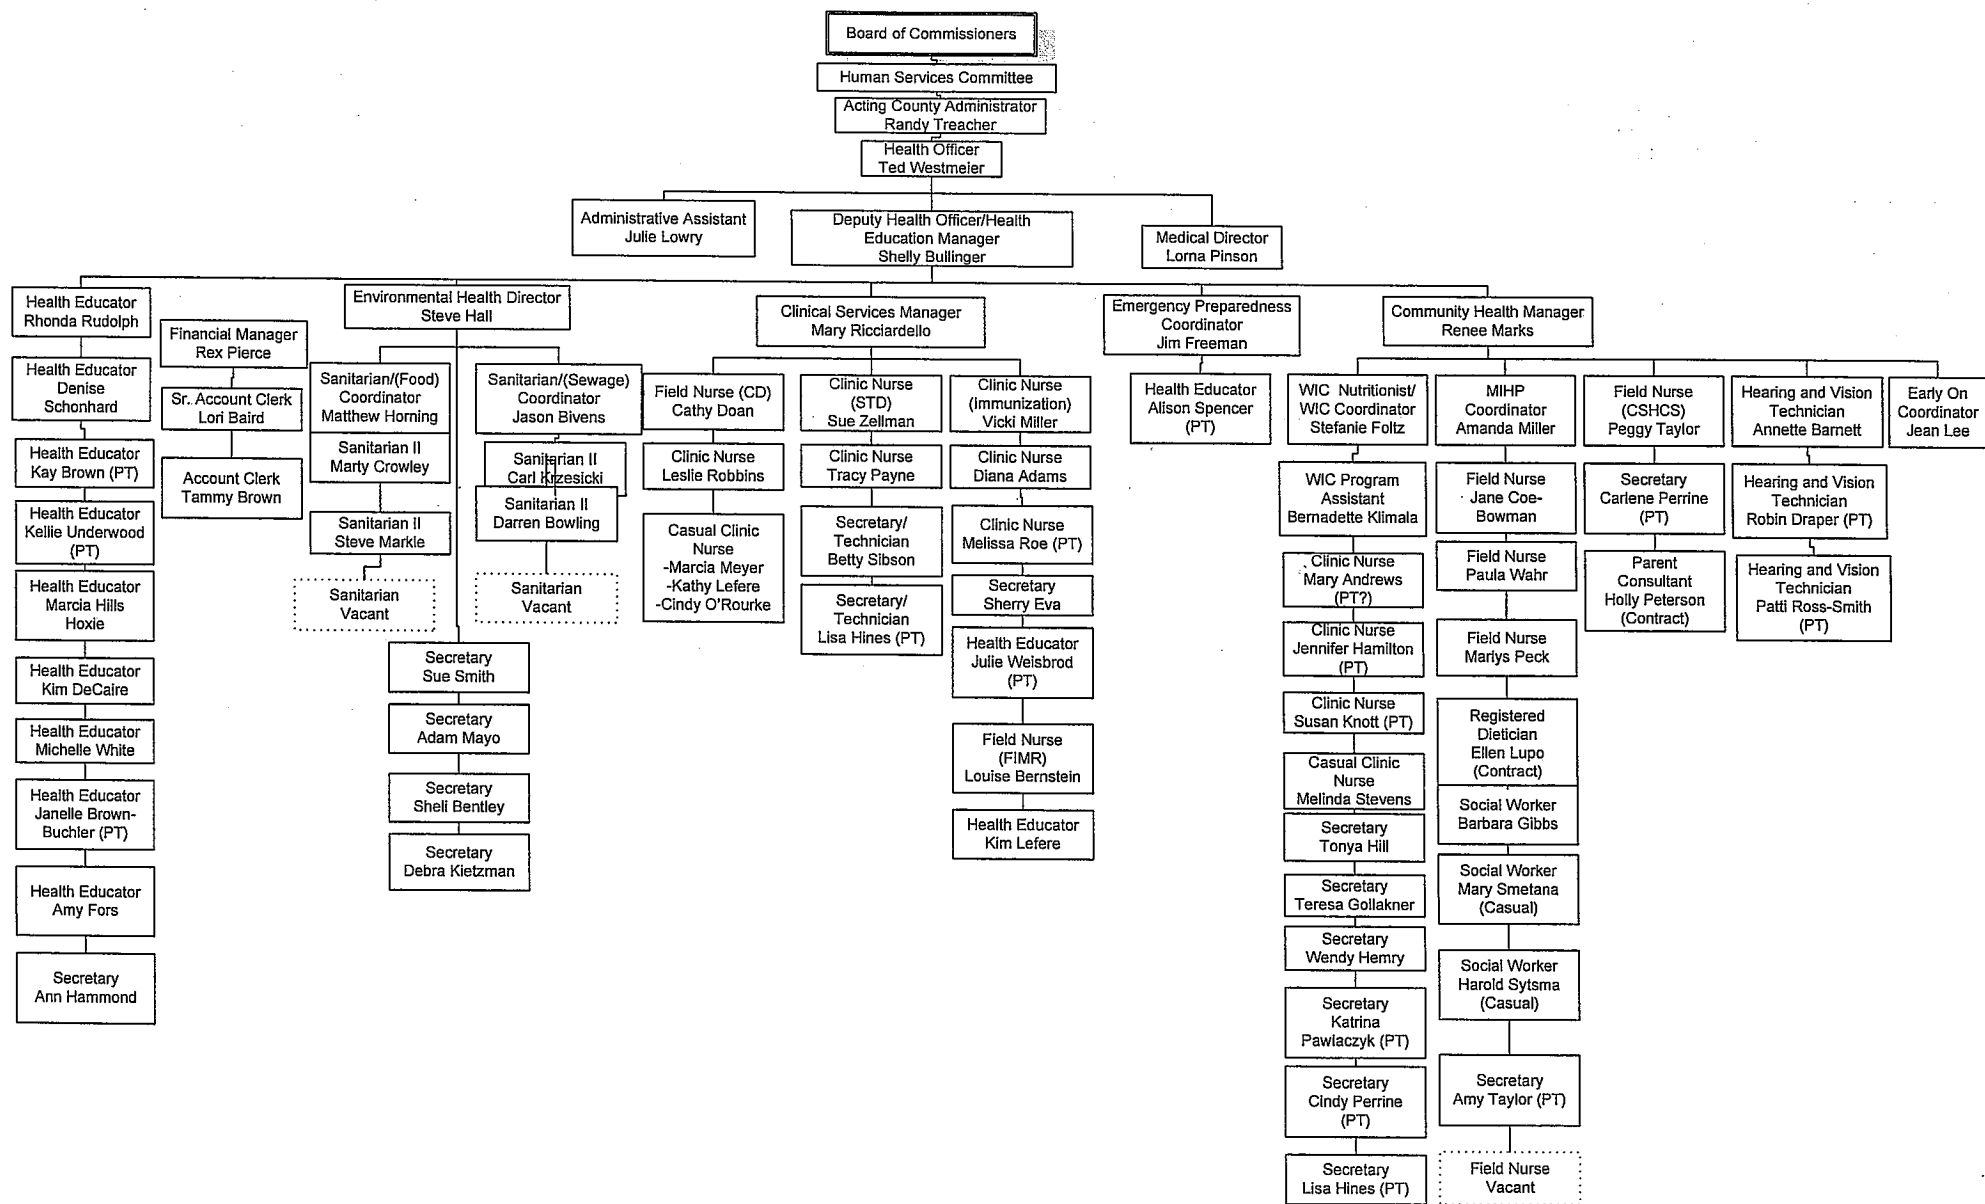 Board of Commissioners
Human Services Committee
Acting County Administrator
Randy Treacher
Health Officer
Ted Westmeier
Administrative Assistant
Julie Lowry
Deputy Health Officer/Health
Education Manager
Shelly Bullinger
Medical Director
Lorna Pinson
Health Educator
Rhonda Rudolph
Health Educator
Denise
Schonhard
Health Educator
Kay Brown (PT)
Health Educator
Kellie Underwood
(PT)
Health Educator
Marcia Hills
Hoxie
Health Educator
Kim DeCaire
Health Educator
Michelle White
Health Educator
Janelle Brown-
Buchler (PT)
Health Educator
Amy Fors
Secretary
Ann Hammond
Financial Manager
Rex Pierce
Sr. Account Clerk
Lori Baird
Account Clerk
Tammy Brown
Environmental Health Director
Steve Hall
Sanitarian/(Food)
Coordinator
Matthew Horning
Sanitarian II
Marty Crowley
Sanitarian II
Steve Markle
Sanitarian
Vacant
Sanitarian/(Sewage)
Coordinator
Jason Bivens
Sanitarian II
Carl Krzesicki
Sanitarian II
Darren Bowling
Sanitarian
Vacant
Secretary
Sue Smith
Secretary
Adam Mayo
Secretary
Sheli Bentley
Secretary
Debra Kietzman
Clinical Services Manager
Mary Ricciardello
Field Nurse (CD)
Cathy Doan
Clinic Nurse
Leslie Robbins
Casual Clinic
Nurse
-Marcia Meyer
-Kathy Lefere
-Cindy O'Rourke
Clinic Nurse
(STD)
Sue Zellman
Clinic Nurse
Tracy Payne
Secretary/
Technician
Betty Sibson
Secretary/
Technician
Lisa Hines (PT)
Clinic Nurse
(Immunization)
Vicki Miller
Clinic Nurse
Diana Adams
Clinic Nurse
Melissa Roe (PT)
Secretary
Sherry Eva
Health Educator
Julie Weisbrod
(PT)
Field Nurse
(FIMR)
Louise Bernstein
Health Educator
Kim Lefere
Emergency Preparedness
Coordinator
Jim Freeman
Health Educator
Alison Spencer
(PT)
Community Health Manager
Renee Marks
WIC Nutritionist/
WIC Coordinator
Stefanie Foltz
WIC Program
Assistant
Bernadette Klimala
Clinic Nurse
Mary Andrews
(PT?)
Clinic Nurse
Jennifer Hamilton
(PT)
Clinic Nurse
Susan Knott (PT)
Casual Clinic
Nurse
Melinda Stevens
Secretary
Tonya Hill
Secretary
Teresa Gollakner
Secretary
Wendy Hemry
Secretary
Katrina
Pawlaczyk (PT)
Secretary
Cindy Perrine
(PT)
Secretary
Lisa Hines (PT)
MIHP
Coordinator
Amanda Miller
Field Nurse
Jane Coe-
Bowman
Field Nurse
Paula Wahr
Field Nurse
Marlys Peck
Registered
Dietician
Ellen Lupo
(Contract)
Social Worker
Barbara Gibbs
Social Worker
Mary Smetana
(Casual)
Social Worker
Harold Sytsma
(Casual)
Secretary
Amy Taylor (PT)
Field Nurse
Vacant
Field Nurse
(CSHCS)
Peggy Taylor
Secretary
Carlene Perrine
(PT)
Parent
Consultant
Holly Peterson
(Contract)
Hearing and Vision
Technician
Annette Barnett
Hearing and Vision
Technician
Robin Draper (PT)
Hearing and Vision
Technician
Patti Ross-Smith
(PT)
Early On
Coordinator
Jean Lee